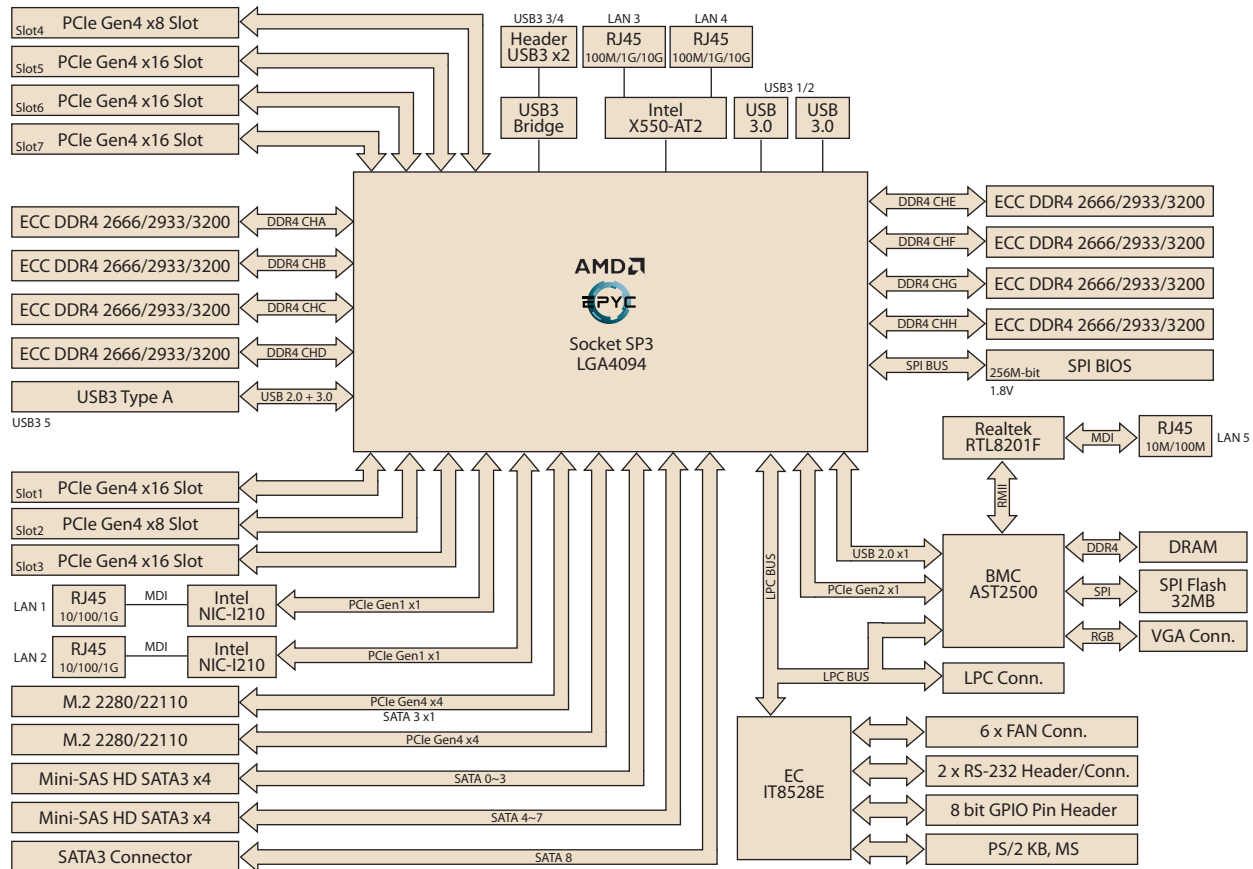 Slot4 PCIe Gen4 x8 Slot
Slot5 PCIe Gen4 x16 Slot
Slot6 PCIe Gen4 x16 Slot
Slot7 PCIe Gen4 x16 Slot
USB3 3/4
Header
USB3 x2
USB3
Bridge
LAN 3
RJ45
100M/1G/10G
LAN 4
RJ45
100M/1G/10G
Intel
X550-AT2
USB3 1/2
USB
3.0
USB
3.0
ECC DDR4 2666/2933/3200
DDR4 CHA
ECC DDR4 2666/2933/3200
DDR4 CHB
ECC DDR4 2666/2933/3200
DDR4 CHC
ECC DDR4 2666/2933/3200
DDR4 CHD
USB3 Type A
USB 2.0 + 3.0
USB3 5
AMD
EPYC
Socket SP3
LGA4094
DDR4 CHE
ECC DDR4 2666/2933/3200
DDR4 CHF
ECC DDR4 2666/2933/3200
DDR4 CHG
ECC DDR4 2666/2933/3200
DDR4 CHH
ECC DDR4 2666/2933/3200
SPI BUS
256M-bit SPI BIOS
1.8V
Realtek
RTL8201F
MDI
RJ45
10M/100M
LAN 5
RMII
Slot1 PCIe Gen4 x16 Slot
Slot2 PCIe Gen4 x8 Slot
Slot3 PCIe Gen4 x16 Slot
LAN 1
RJ45
10/100/1G
MDI
Intel
NIC-I210
PCIe Gen1 x1
LAN 2
RJ45
10/100/1G
MDI
Intel
NIC-I210
PCIe Gen1 x1
M.2 2280/22110
PCIe Gen4 x4
SATA 3 x1
M.2 2280/22110
PCIe Gen4 x4
Mini-SAS HD SATA3 x4
SATA 0~3
Mini-SAS HD SATA3 x4
SATA 4~7
SATA3 Connector
SATA 8
LPC BUS
USB 2.0 x1
PCIe Gen2 x1
BMC
AST2500
DDR4
DRAM
SPI
SPI Flash
32MB
RGB
VGA Conn.
LPC BUS
LPC Conn.
EC
IT8528E
6 x FAN Conn.
2 x RS-232 Header/Conn.
8 bit GPIO Pin Header
PS/2 KB, MS